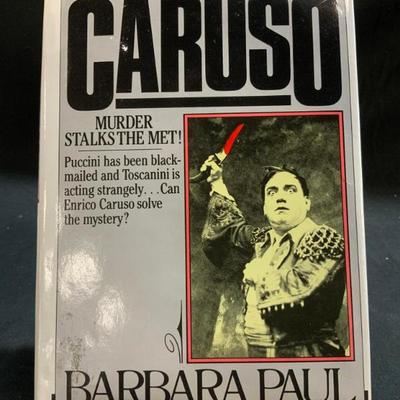 CARUSO
MURDER
STALKS THE MET!
Puccini has been black-
mailed and Toscanini is
acting strangely. . .Can
Enrico Caruso solve
the mystery?
BARBARA PAUL